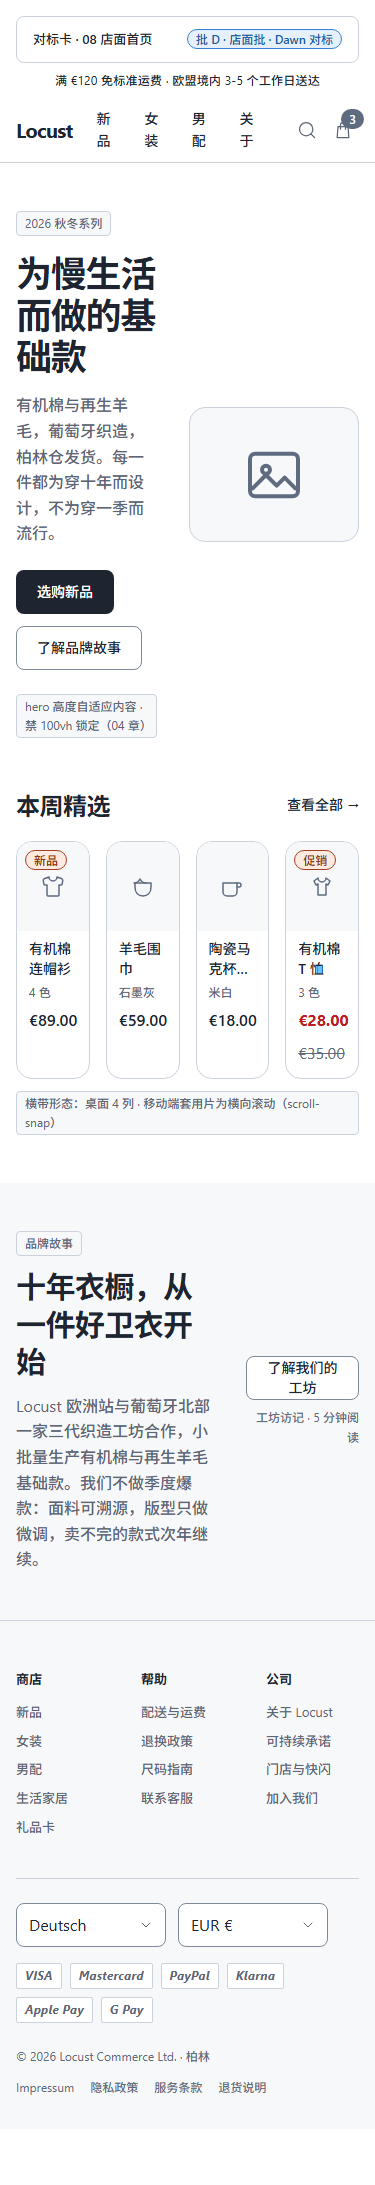 对标卡 · 08 店面首页
批 D · 店面批 · Dawn 对标
满 €120 免标准运费 · 欧盟境内 3-5 个工作日送达
Locust
新
品
女
装
男
配
关
于
3
2026 秋冬系列
为慢生活
而做的基
础款
有机棉与再生羊
毛，葡萄牙织造，
柏林仓发货。每一
件都为穿十年而设
计，不为穿一季而
流行。
选购新品
了解品牌故事
hero 高度自适应内容 ·
禁 100vh 锁定（04 章）
本周精选
查看全部 →
新品
有机棉
连帽衫
4 色
€89.00
羊毛围
巾
石墨灰
€59.00
陶瓷马
克杯...
米白
€18.00
促销
有机棉
T 恤
3 色
€28.00
€35.00
横带形态：桌面 4 列 · 移动端套用片为横向滚动（scroll-
snap）
品牌故事
十年衣橱，从
一件好卫衣开
始
Locust 欧洲站与葡萄牙北部
一家三代织造工坊合作，小
批量生产有机棉与再生羊毛
基础款。我们不做季度爆
款：面料可溯源，版型只做
微调，卖不完的款式次年继
续。
了解我们的
工坊
工坊访记 · 5 分钟阅
读
商店
新品
女装
男配
生活家居
礼品卡
帮助
配送与运费
退换政策
尺码指南
联系客服
公司
关于 Locust
可持续承诺
门店与快闪
加入我们
Deutsch
EUR €
VISA
Mastercard
PayPal
Klarna
Apple Pay
G Pay
© 2026 Locust Commerce Ltd. · 柏林
Impressum
隐私政策
服务条款
退货说明